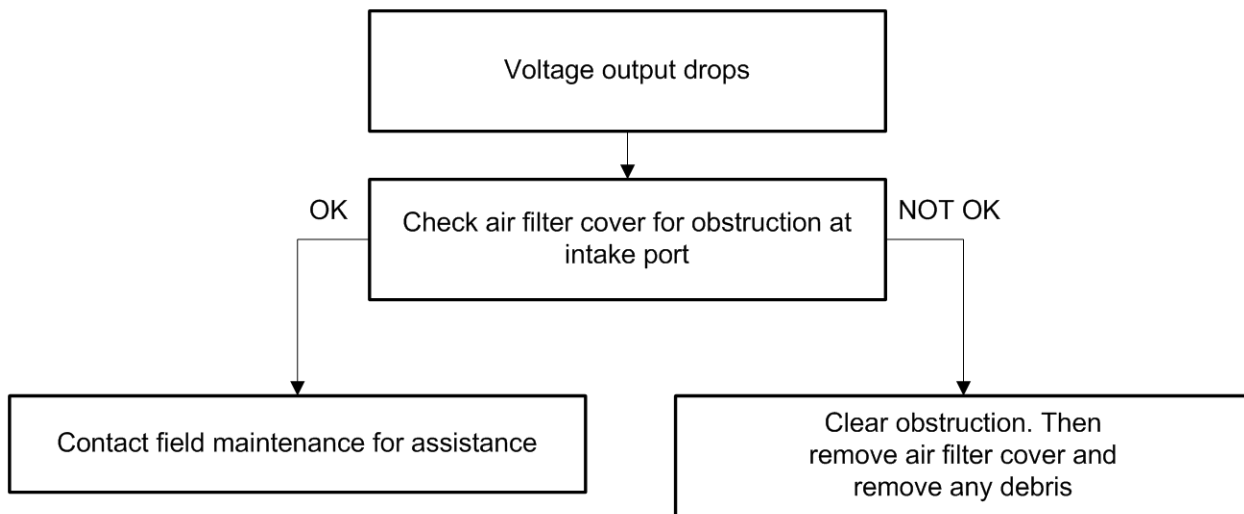 Voltage output drops
OK
Check air filter cover for obstruction at
intake port
NOT OK
Contact field maintenance for assistance
Clear obstruction. Then
remove air filter cover and
remove any debris